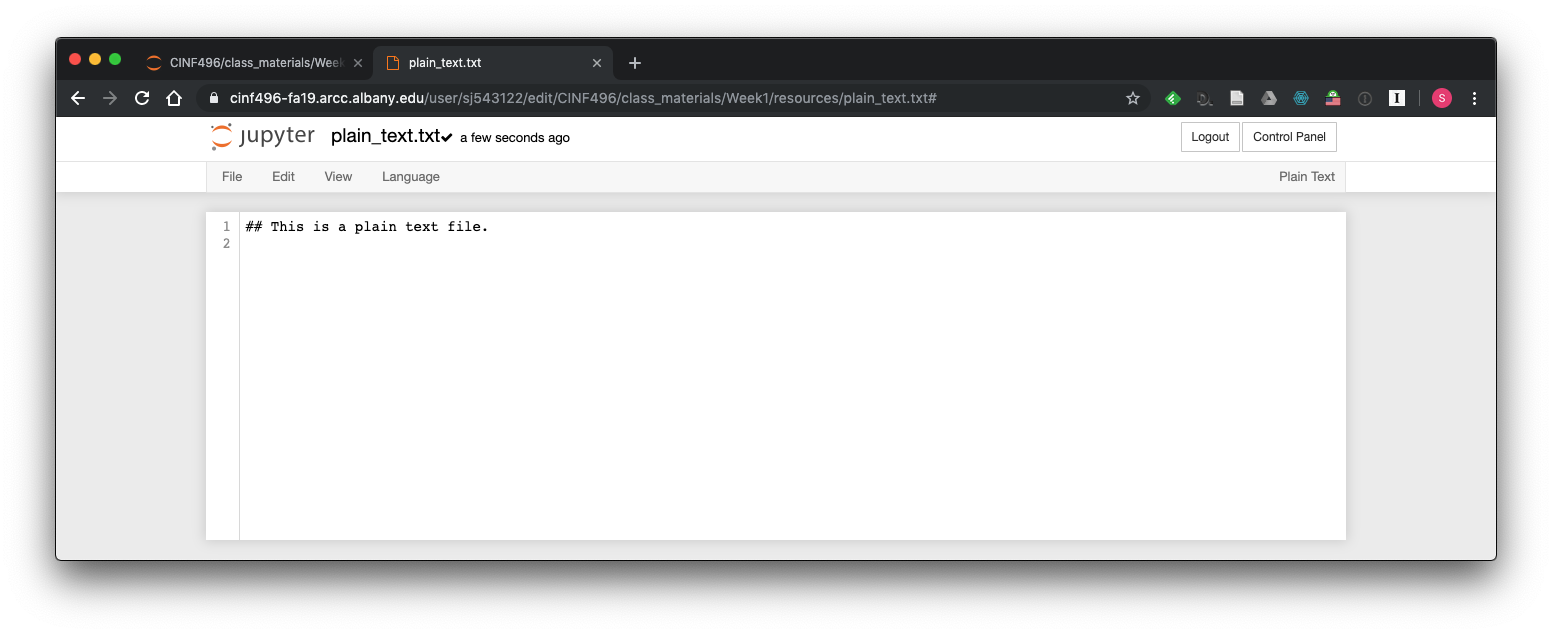 CINF496/class_materials/Week
plain_text.txt
cinf496-fa19.arcc.albany.edu/user/sj543122/edit/CINF496/class_materials/Week1/resources/plain_text.txt#
I
S
jupyter plain_text.txt a few seconds ago Logout Control Panel
File Edit View Language Plain Text
1 ## This is a plain text file.
2